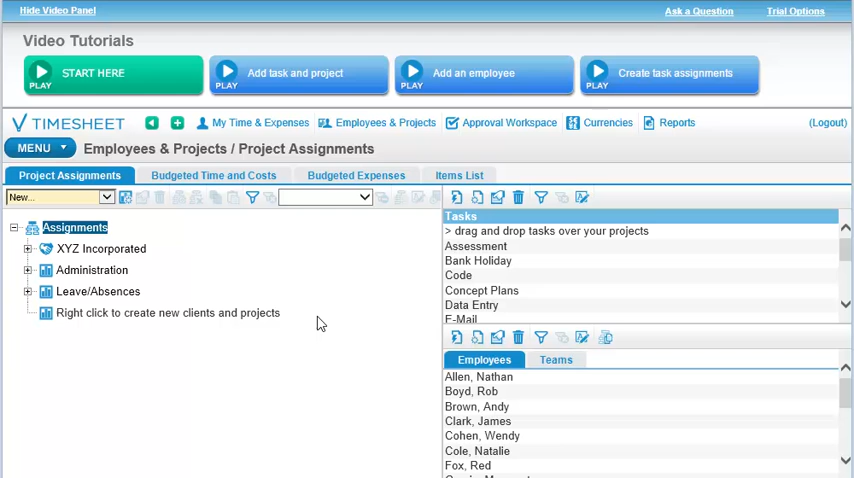 Hide Video Panel
Ask a Question
Trial Options
Video Tutorials
PLAY
START HERE
PLAY
Add task and project
PLAY
Add an employee
PLAY
Create task assignments
TIMESHEET
My Time & Expenses
Employees & Projects
Approval Workspace
Currencies
Reports
(Logout)
MENU
Employees & Projects / Project Assignments
Project Assignments
Budgeted Time and Costs
Budgeted Expenses
Items List
New...
Assignments
XYZ Incorporated
Administration
Leave/Absences
Right click to create new clients and projects
Tasks
> drag and drop tasks over your projects
Assessment
Bank Holiday
Code
Concept Plans
Data Entry
E-Mail
Employees
Teams
Allen, Nathan
Boyd, Rob
Brown, Andy
Clark, James
Cohen, Wendy
Cole, Natalie
Fox, Red